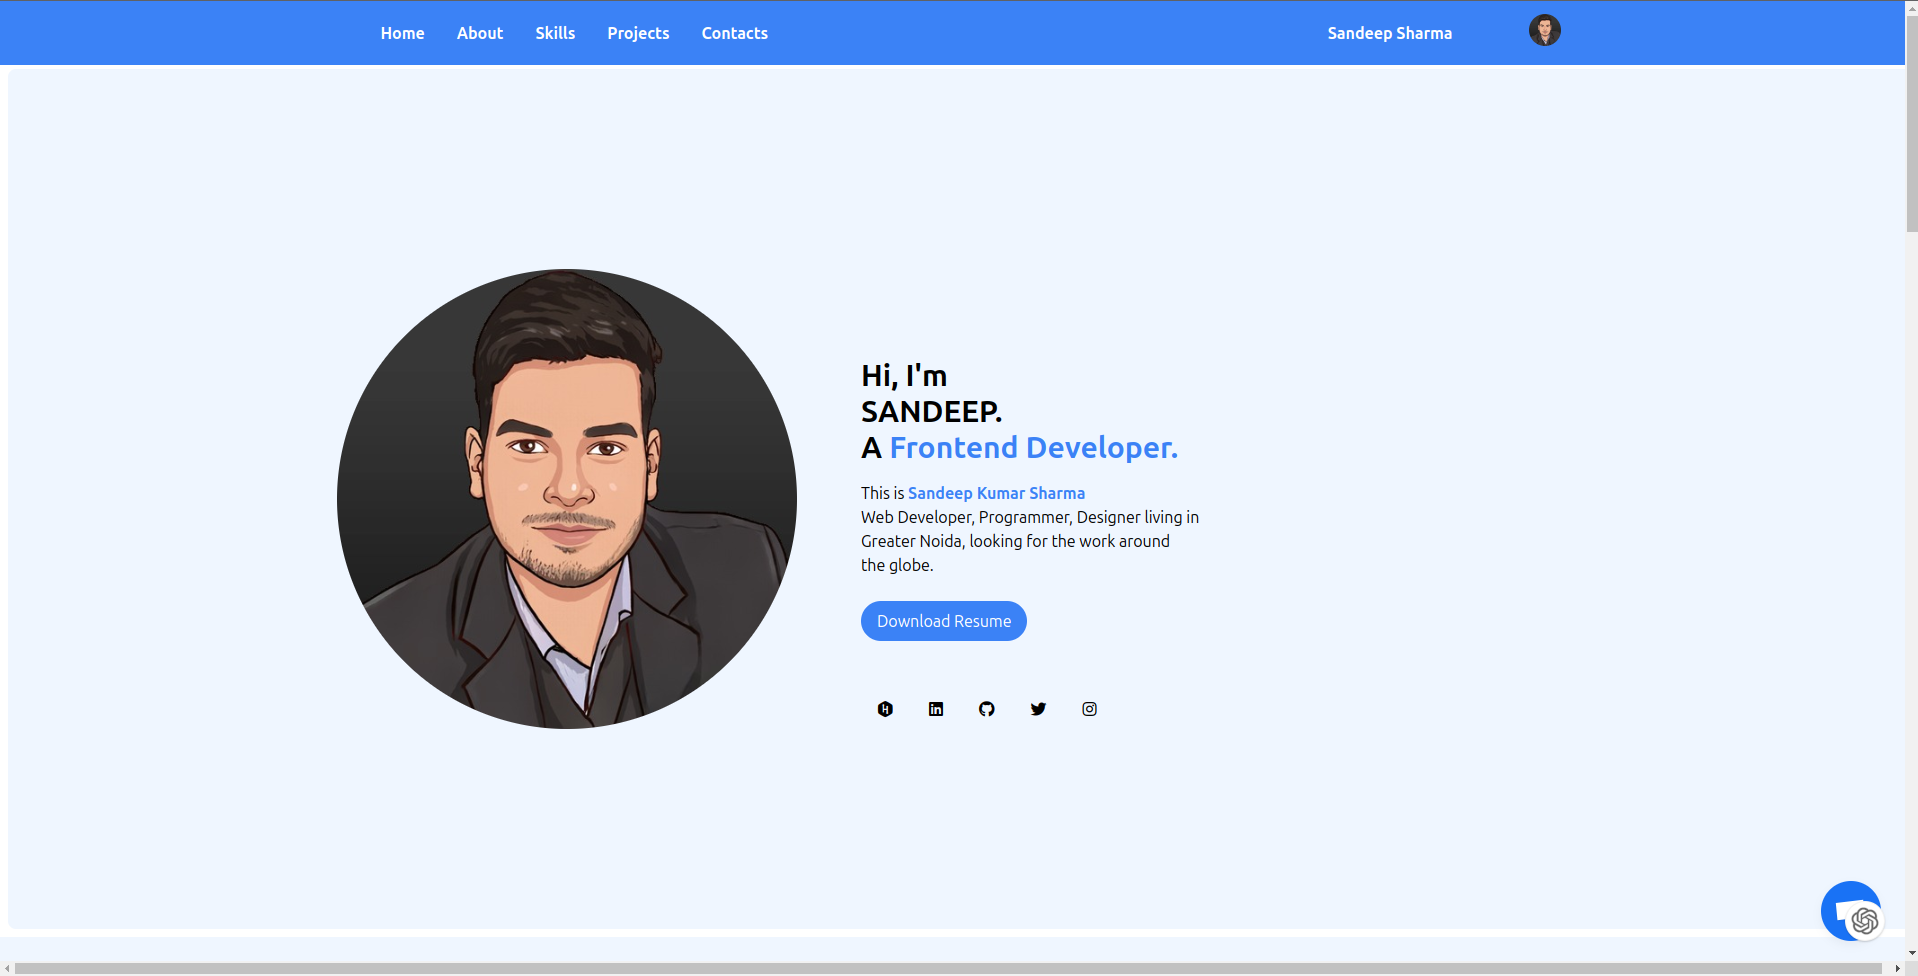 Home About Skills Projects Contacts Sandeep Sharma
Hi, I'm
SANDEEP.
A Frontend Developer.
This is Sandeep Kumar Sharma
Web Developer, Programmer, Designer living in
Greater Noida, looking for the work around
the globe.
Download Resume